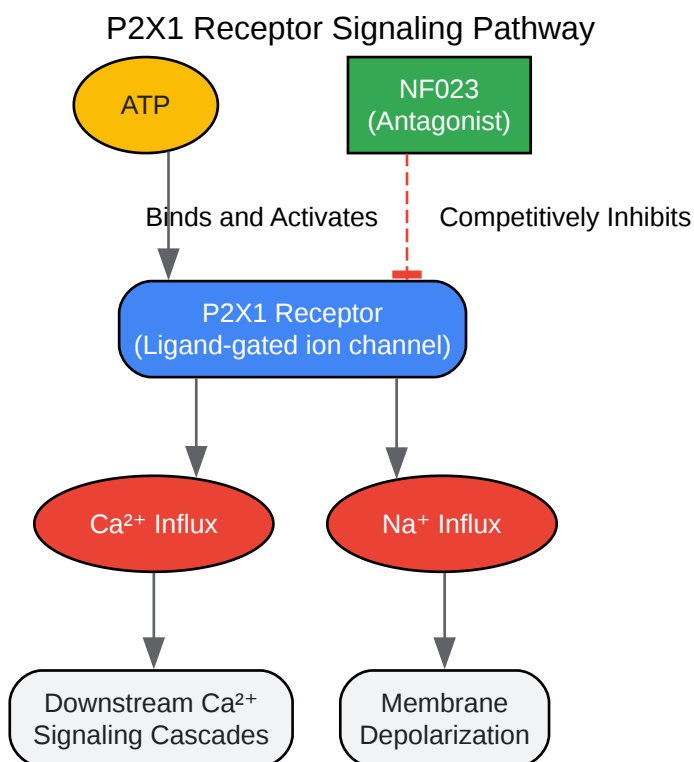 P2X1 Receptor Signaling Pathway
ATP
NF023
(Antagonist)
Binds and Activates
Competitively Inhibits
P2X1 Receptor
(Ligand-gated ion channel)
Ca²⁺ Influx
Na⁺ Influx
Downstream Ca²⁺
Signaling Cascades
Membrane
Depolarization